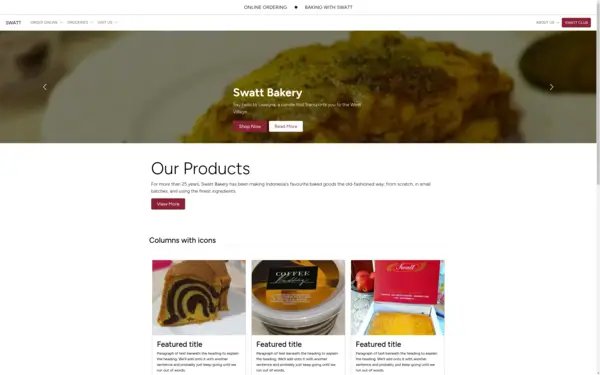 ONLINE ORDERING • BAKING WITH SWATT
SWATT ORDER ONLINE GROCERIES VISIT US ABOUT US SWATT CLUB
Swatt Bakery
Say hello to Tabisang, a candle that transports you to the West
Village.
Shop Now Read More
Our Products
For more than 25 years, Swatt Bakery has been making Indonesia's favourite baked goods the old-fashioned way: from scratch, in small
batches, and using the finest ingredients.
View More
Columns with icons
COFFEE
Pudding
Swatt
Featured title Featured title Featured title
Paragraph of text beneath the heading to explain Paragraph of text beneath the heading to explain Paragraph of text beneath the heading to explain
the heading. We'll add onto it with another the heading. We'll add onto it with another the heading. We'll add onto it with another
sentence and probably just keep going until we sentence and probably just keep going until we sentence and probably just keep going until we
run out of words. run out of words. run out of words.